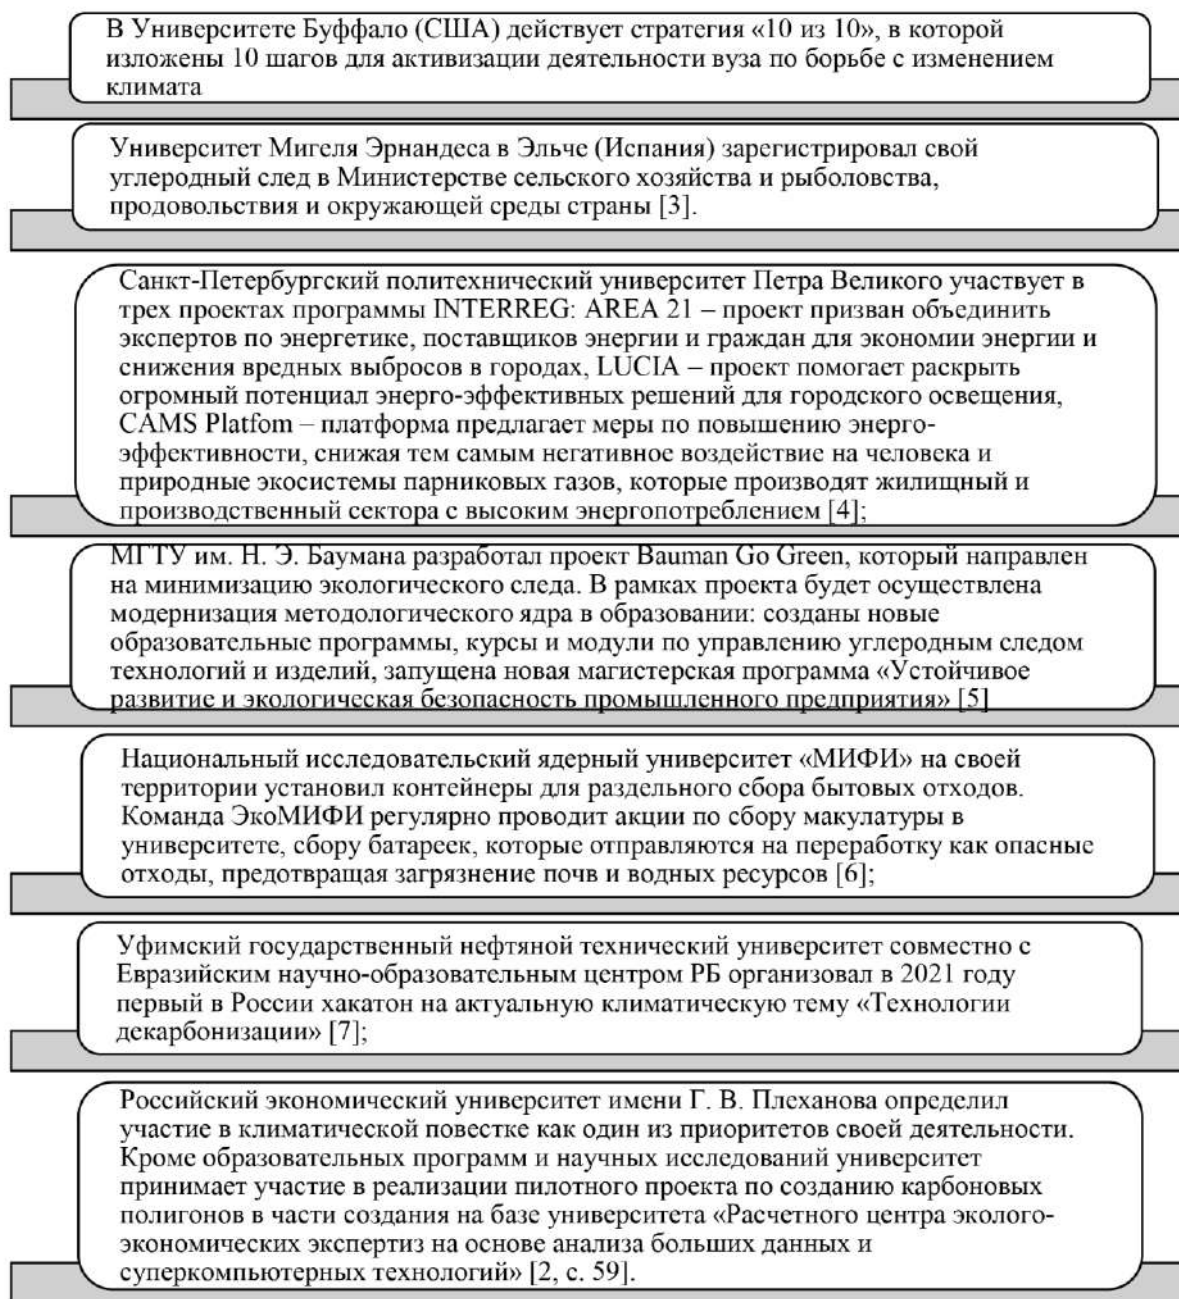 В Университете Буффало (США) действует стратегия «10 из 10», в которой
изложены 10 шагов для активизации деятельности вуза по борьбе с изменением
климата
Университет Мигеля Эрнандеса в Эльче (Испания) зарегистрировал свой
углеродный след в Министерстве сельского хозяйства и рыболовства,
продовольствия и окружающей среды страны [3].
Санкт-Петербургский политехнический университет Петра Великого участвует в
трех проектах программы INTERREG: AREA 21 – проект призван объединить
экспертов по энергетике, поставщиков энергии и граждан для экономии энергии и
снижения вредных выбросов в городах, LUCIA – проект помогает раскрыть
огромный потенциал энерго-эффективных решений для городского освещения,
CAMS Platfom – платформа предлагает меры по повышению энерго-
эффективности, снижая тем самым негативное воздействие на человека и
природные экосистемы парниковых газов, которые производят жилищный и
производственный сектора с высоким энергопотреблением [4];
МГТУ им. Н. Э. Баумана разработал проект Bauman Go Green, который направлен
на минимизацию экологического следа. В рамках проекта будет осуществлена
модернизация методологического ядра в образовании: созданы новые
образовательные программы, курсы и модули по управлению углеродным следом
технологий и изделий, запущена новая магистерская программа «Устойчивое
развитие и экологическая безопасность промышленного предприятия» [5]
Национальный исследовательский ядерный университет «МИФИ» на своей
территории установил контейнеры для раздельного сбора бытовых отходов.
Команда ЭкоМИФИ регулярно проводит акции по сбору макулатуры в
университете, сбору батареек, которые отправляются на переработку как опасные
отходы, предотвращая загрязнение почв и водных ресурсов [6];
Уфимский государственный нефтяной технический университет совместно с
Евразийским научно-образовательным центром РБ организовал в 2021 году
первый в России хакатон на актуальную климатическую тему «Технологии
декарбонизации» [7];
Российский экономический университет имени Г. В. Плеханова определил
участие в климатической повестке как один из приоритетов своей деятельности.
Кроме образовательных программ и научных исследований университет
принимает участие в реализации пилотного проекта по созданию карбоновых
полигонов в части создания на базе университета «Расчетного центра эколого-
экономических экспертиз на основе анализа больших данных и
суперкомпьютерных технологий» [2, с. 59].